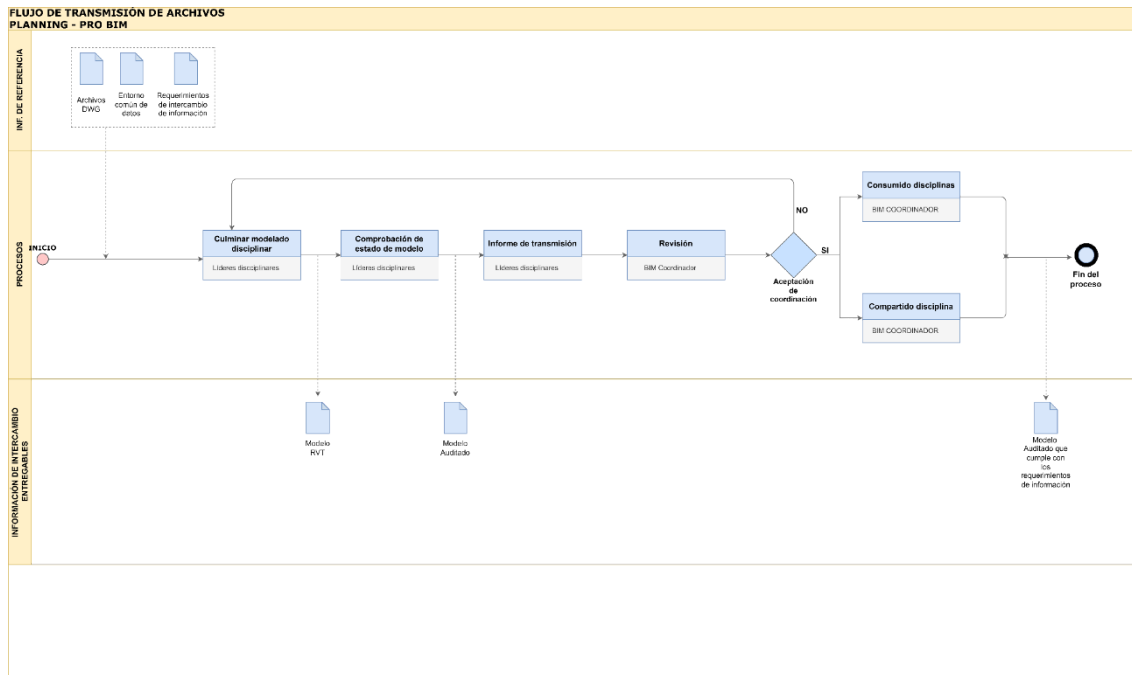 FLUJO DE TRANSMISIÓN DE ARCHIVOS
PLANNING - PRO BIM
INF. DE REFERENCIA
Archivos
DWG
Entorno
común de
datos
Requerimientos
de intercambio
de información
PROCESOS
INICIO
Culminar modelado
disciplinar
Líderes disciplinares
Comprobación de
estado de modelo
Líderes disciplinares
Informe de transmisión
Líderes disciplinares
Revisión
BIM Coordinador
NO
SI
Aceptación
de
coordinación
Consumido disciplinas
BIM COORDINADOR
Compartido disciplina
BIM COORDINADOR
Fin del
proceso
INFORMACIÓN DE INTERCAMBIO
ENTREGABLES
Modelo
RVT
Modelo
Auditado
Modelo
Auditado que
cumple con
los
requerimientos
de información